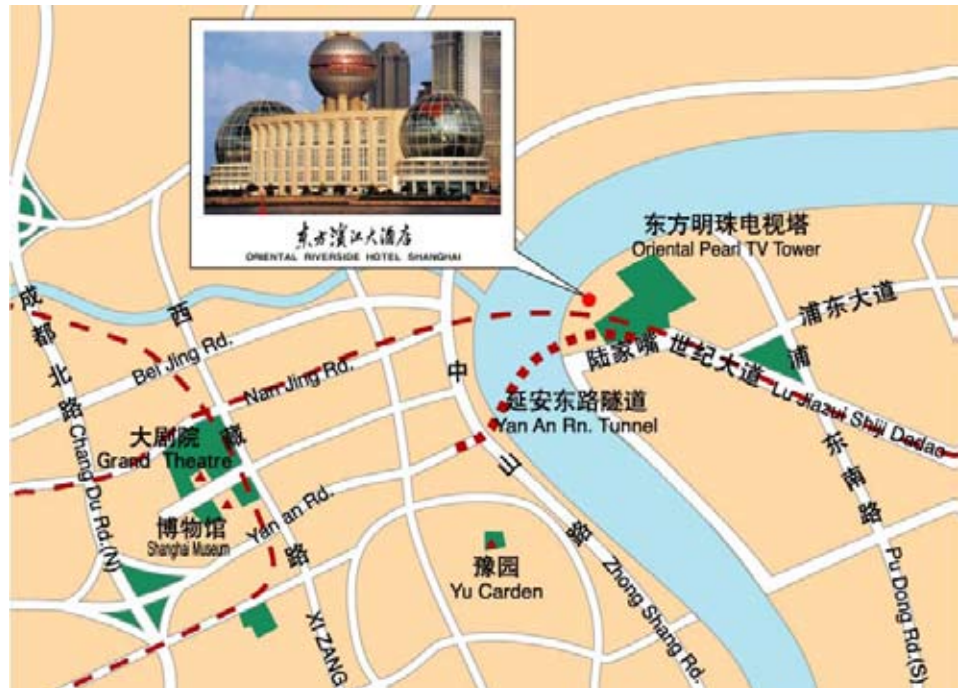 东方滨江大酒店
ORIENTAL RIVERSIDE HOTEL SHANGHAI
东方明珠电视塔
Oriental Pearl TV Tower
浦东大道
成都北路
Chang Du Rd.(N)
西藏路
XI ZANG
Bei Jing Rd.
Nan Jing Rd.
中山路
Zhong Shang Rd.
陆家嘴 世纪大道
Lu Jiazui Shiji Dadao
延安东路隧道
Yan An Rn. Tunnel
浦东南路
Pu Dong Rd.(S)
大剧院
Grand Theatre
Yan an Rd.
博物馆
Shanghai Museum
豫园
Yu Carden